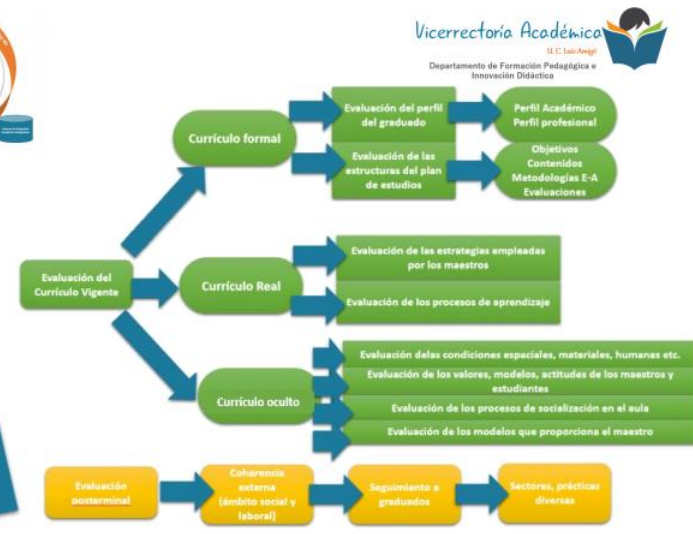 Vicerrectoría Académica
U. C. Luis Amigó
Departamento de Formación Pedagógica e
Innovación Didáctica
Currículo formal
Evaluación del perfil
del graduado
Perfil Académico
Perfil profesional
Evaluación de las
estructuras del plan
de estudios
Objetivos
Contenidos
Metodologías E-A
Evaluaciones
Evaluación del
Currículo Vigente
Currículo Real
Evaluación de las estrategias empleadas
por los maestros
Evaluación de los procesos de aprendizaje
Currículo oculto
Evaluación delas condiciones espaciales, materiales, humanas etc.
Evaluación de los valores, modelos, actitudes de los maestros y
estudiantes
Evaluación de los procesos de socialización en el aula
Evaluación de los modelos que proporciona el maestro
Evaluación
posterminal
Coherencia
externa
(ámbito social y
laboral)
Seguimiento a
graduados
Sectores, prácticas
diversas